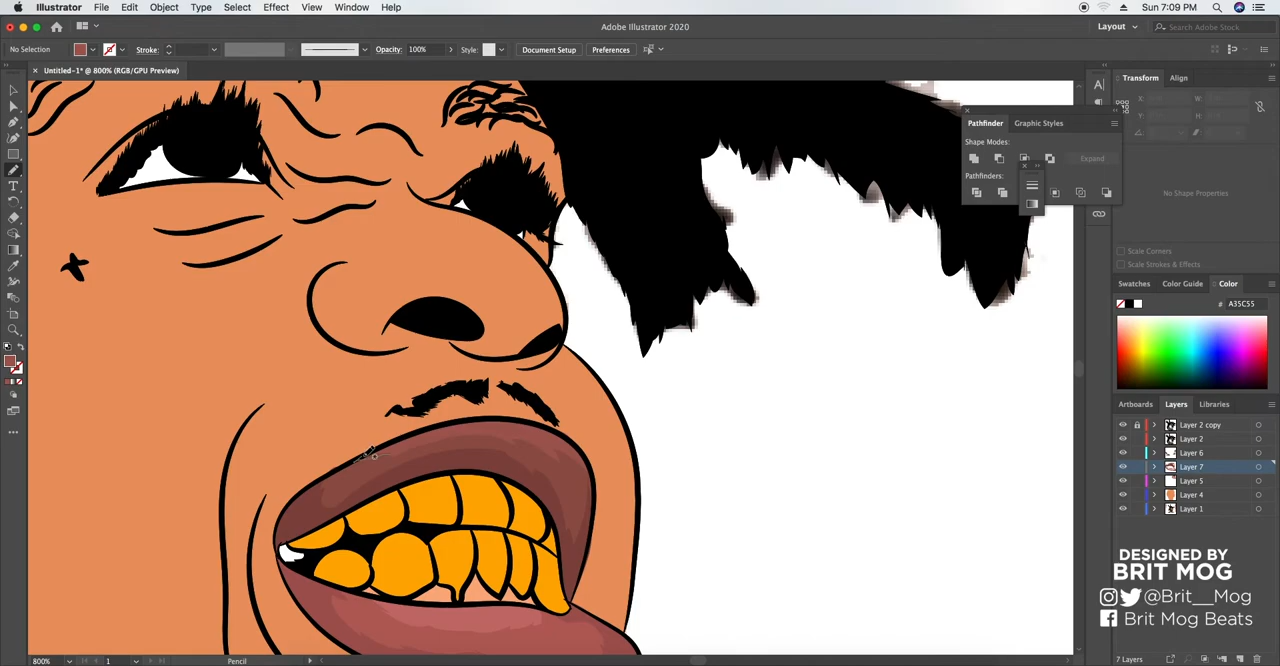 Illustrator File Edit Object Type Select Effect View Window Help Sun 7:09 PM
Adobe Illustrator 2020 Layout Search Adobe Stock
No Selection Stroke: Opacity: 100% Style: Document Setup Preferences
Untitled-1* @ 800% (RGB/GPU Preview)
Transform Align
X: W:
Y: H:
Pathfinder Graphic Styles
Shape Modes:
Expand
Pathfinders:
No Shape Properties
Scale Corners
Scale Strokes & Effects
Swatches Color Guide Color
# A35C55
Artboards Layers Libraries
Layer 2 copy
Layer 2
Layer 6
Layer 7
Layer 5
Layer 4
Layer 1
DESIGNED BY
BRIT MOG
@Brit__Mog
Mog Beats
800% 1 Pencil 7 Layers